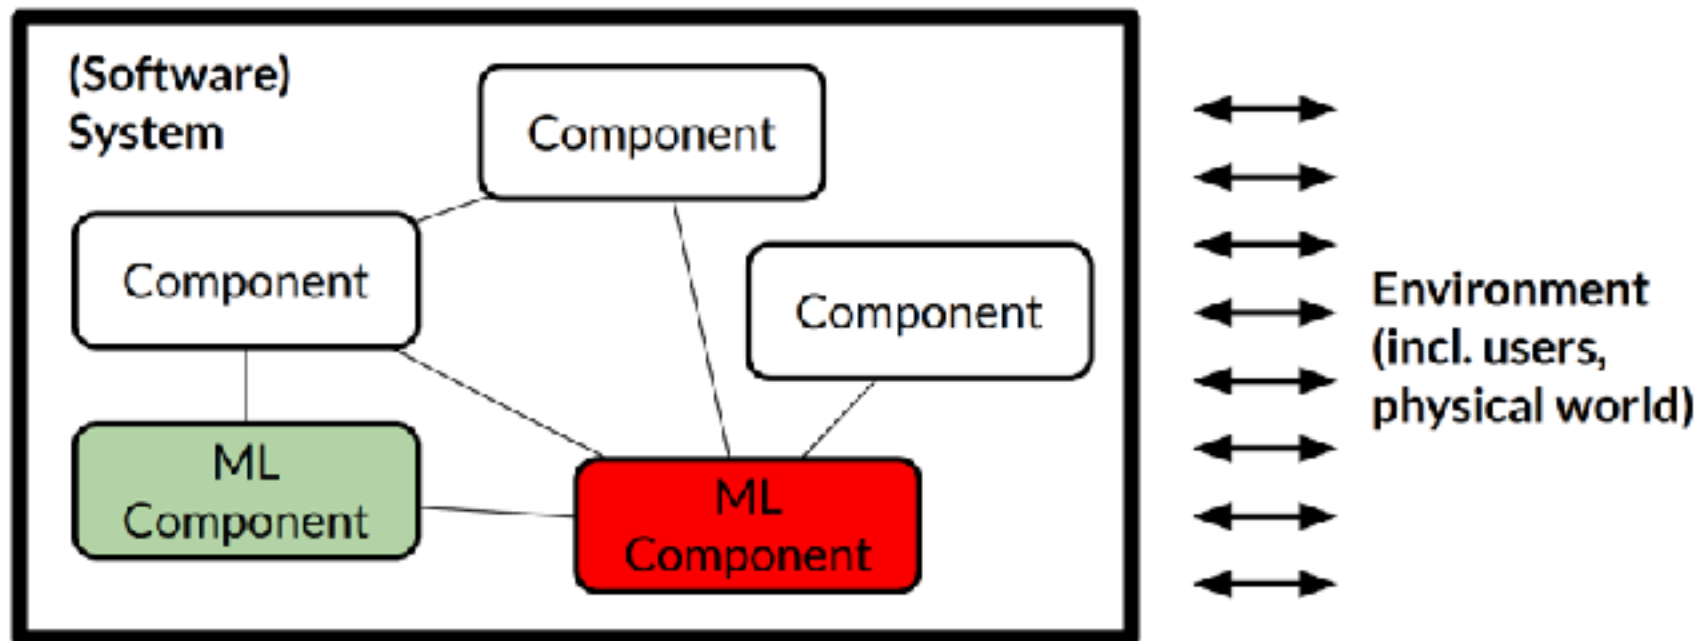 (Software)
System
Component
Component
Component
ML
Component
ML
Component
Environment
(incl. users,
physical world)